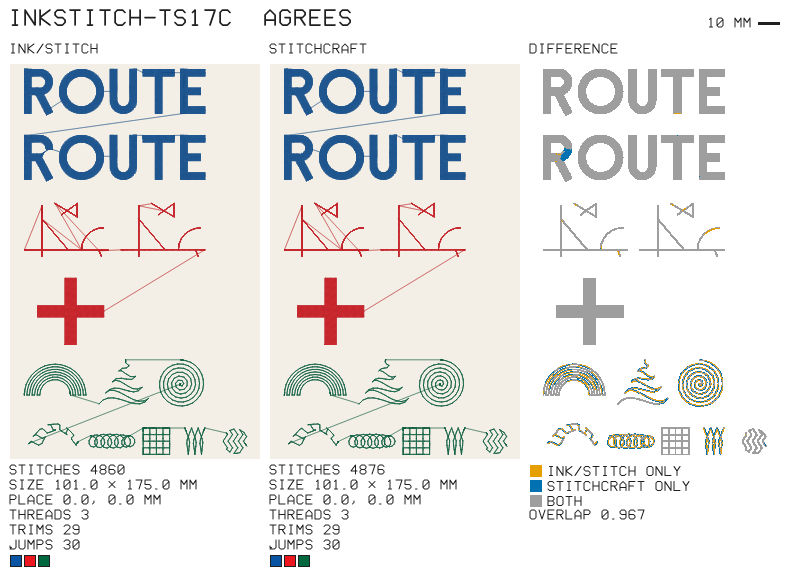 INKSTITCH-TS17C AGREES
10 MM
INK/STITCH
STITCHCRAFT
DIFFERENCE
ROUTE
ROUTE
ROUTE
ROUTE
ROUTE
ROUTE
STITCHES 4860
SIZE 101.0 × 175.0 MM
PLACE 0.0, 0.0 MM
THREADS 3
TRIMS 29
JUMPS 30
STITCHES 4876
SIZE 101.0 × 175.0 MM
PLACE 0.0, 0.0 MM
THREADS 3
TRIMS 29
JUMPS 30
INK/STITCH ONLY
STITCHCRAFT ONLY
BOTH
OVERLAP 0.967